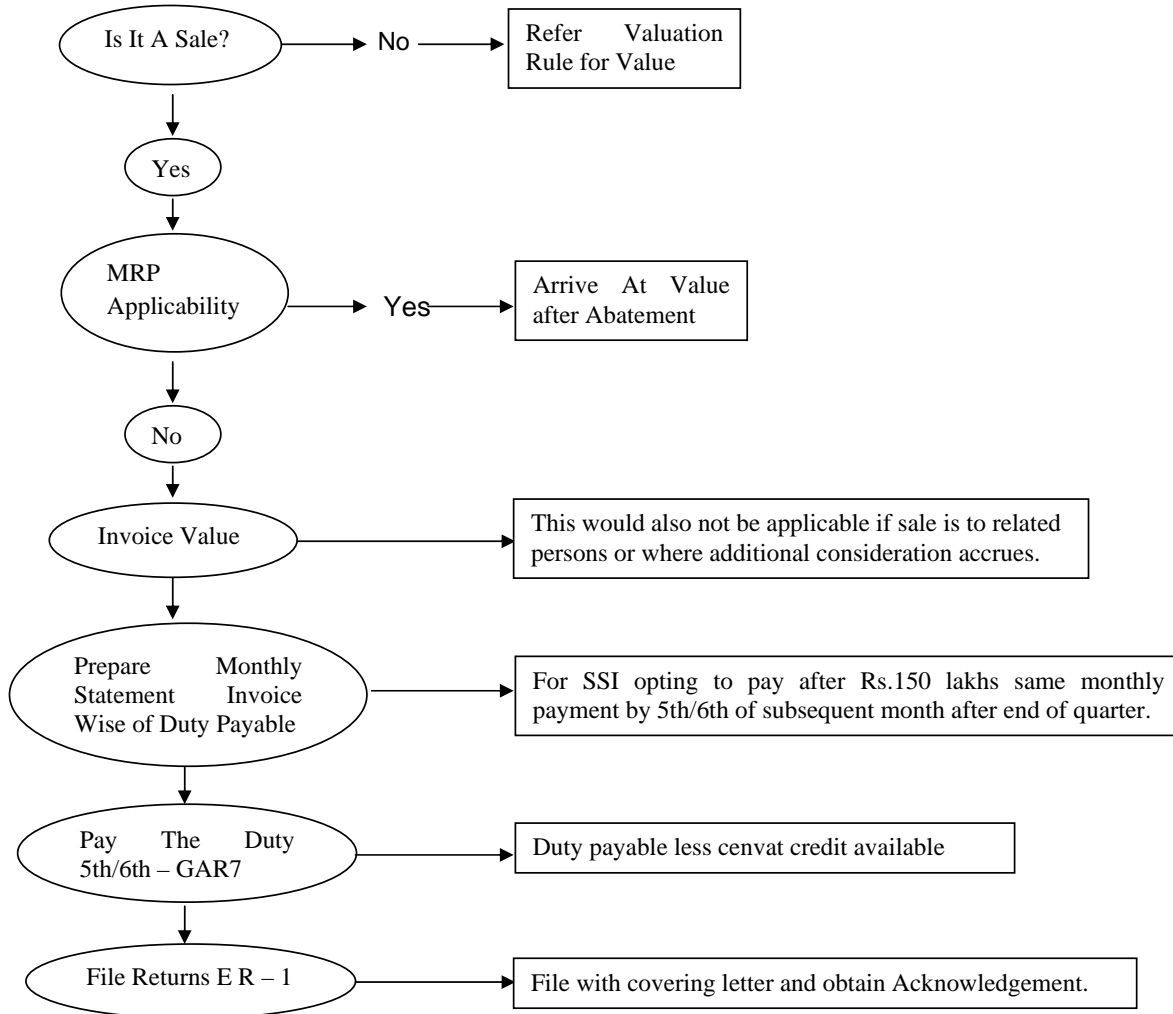 Is It A Sale?
No
Refer Valuation
Rule for Value
Yes
MRP
Applicability
Yes
Arrive At Value
after Abatement
No
Invoice Value
This would also not be applicable if sale is to related
persons or where additional consideration accrues.
Prepare Monthly
Statement Invoice
Wise of Duty Payable
For SSI opting to pay after Rs.150 lakhs same monthly
payment by 5th/6th of subsequent month after end of quarter.
Pay The Duty
5th/6th – GAR7
Duty payable less cenvat credit available
File Returns E R – 1
File with covering letter and obtain Acknowledgement.